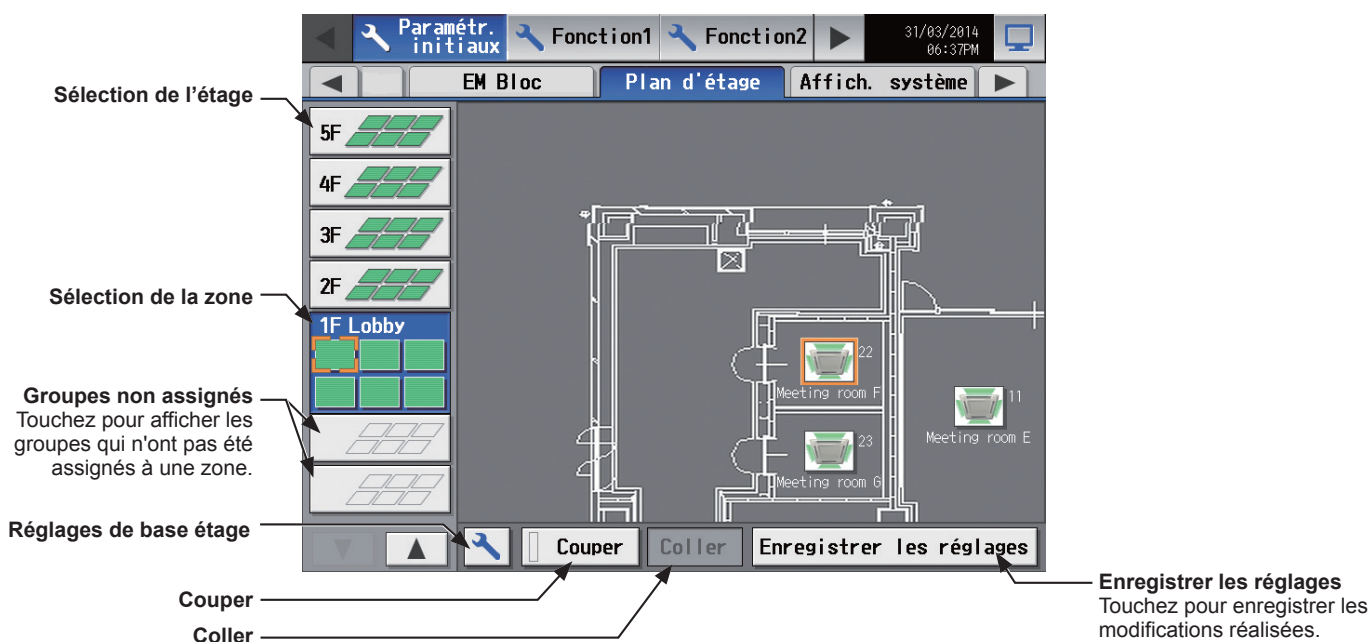 Paramétr.
initiaux
Fonction1
Fonction2
31/03/2014
06:37PM
EM Bloc
Plan d'étage
Affich. système
Sélection de l'étage
5F
4F
3F
2F
Sélection de la zone
1F Lobby
22
Meeting room F
11
Meeting room E
23
Meeting room G
Groupes non assignés
Touchez pour afficher les
groupes qui n'ont pas été
assignés à une zone.
Réglages de base étage
Couper
Coller
Enregistrer les réglages
Couper
Coller
Enregistrer les réglages
Touchez pour enregistrer les
modifications réalisées.